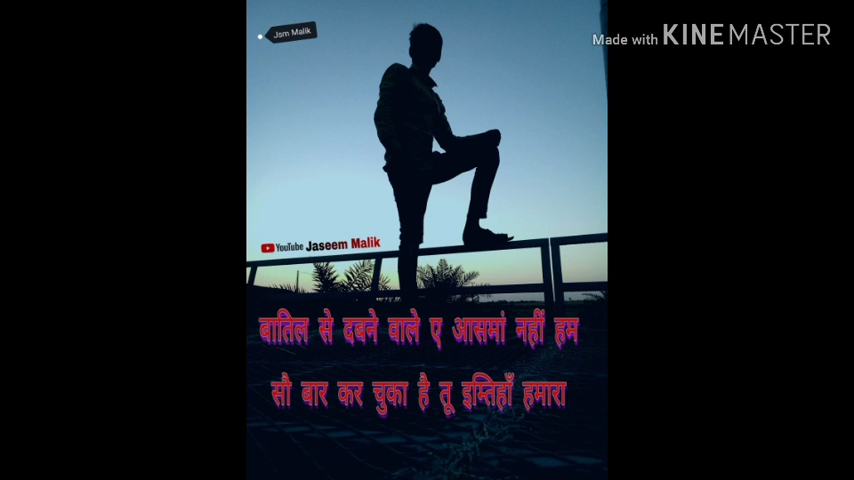 Jsm Malik
Made with KINEMASTER
YouTube Jaseem Malik
बातिल से दबने वाले ए आसमां नहीं हम
सौ बार कर चुका है तू इम्तिहाँ हमारा